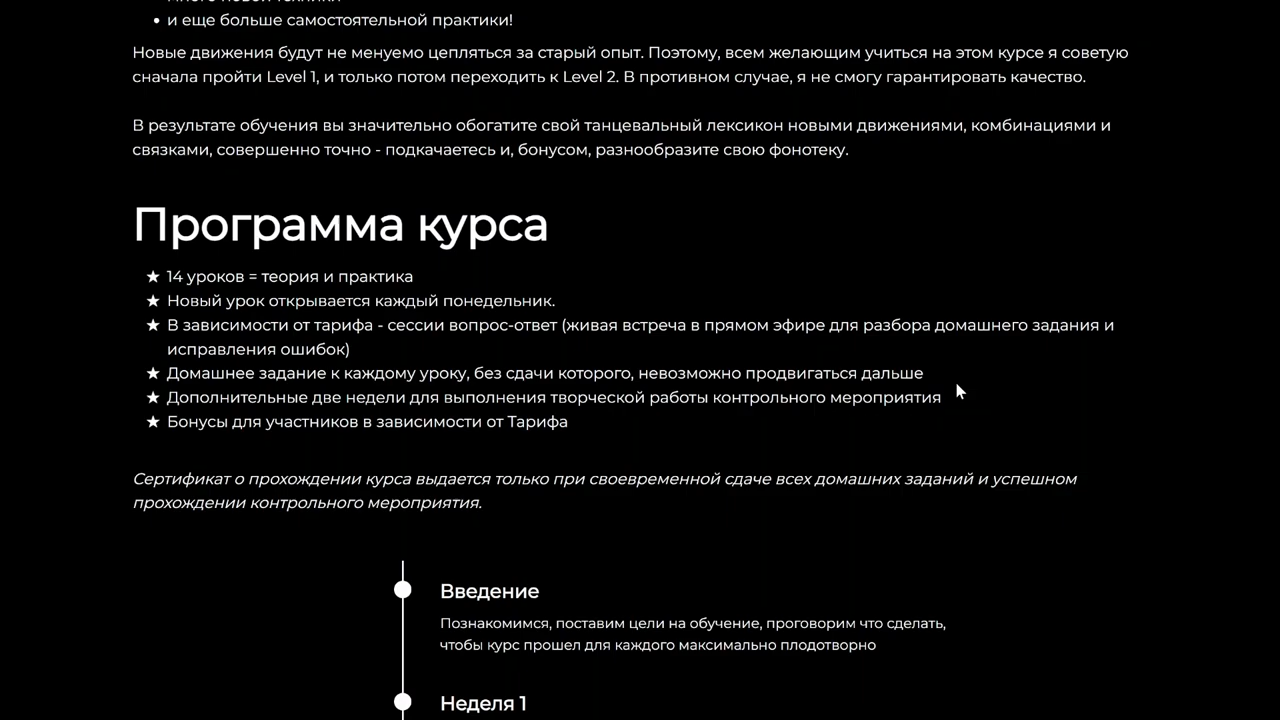 и еще больше самостоятельной практики!
Новые движения будут не менуемо цепляться за старый опыт. Поэтому, всем желающим учиться на этом курсе я советую
сначала пройти Level 1, и только потом переходить к Level 2. В противном случае, я не смогу гарантировать качество.
В результате обучения вы значительно обогатите свой танцевальный лексикон новыми движениями, комбинациями и
связками, совершенно точно - подкачаетесь и, бонусом, разнообразите свою фонотеку.
Программа курса
14 уроков = теория и практика
Новый урок открывается каждый понедельник.
В зависимости от тарифа - сессии вопрос-ответ (живая встреча в прямом эфире для разбора домашнего задания и
исправления ошибок)
Домашнее задание к каждому уроку, без сдачи которого, невозможно продвигаться дальше
Дополнительные две недели для выполнения творческой работы контрольного мероприятия
Бонусы для участников в зависимости от Тарифа
Сертификат о прохождении курса выдается только при своевременной сдаче всех домашних заданий и успешном
прохождении контрольного мероприятия.
Введение
Познакомимся, поставим цели на обучение, проговорим что сделать,
чтобы курс прошел для каждого максимально плодотворно
Неделя 1